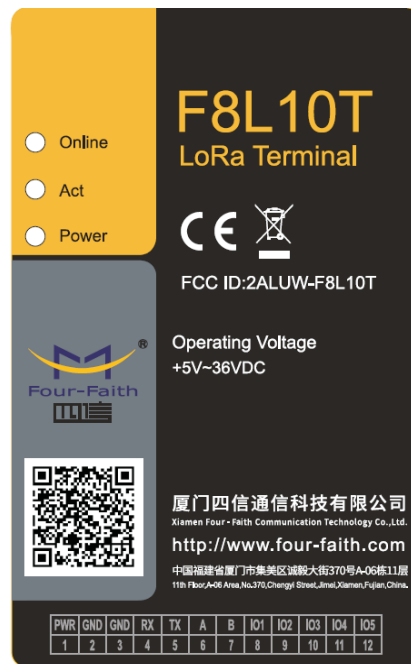 F8L10T
LoRa Terminal
Online
Act
Power
CE
FCC ID:2ALUW-F8L10T
Operating Voltage
+5V~36VDC
®
Four-Faith
四信
厦门四信通信科技有限公司
Xiamen Four-Faith Communication Technology Co.,Ltd.
http://www.four-faith.com
中国福建省厦门市集美区诚毅大街370号A-06栋11层
11th Floor,A-06 Area,No.370,Chengyi Street,Jimei,Xiamen,Fujian,China.
PWR GND GND RX TX A B IO1 IO2 IO3 IO4 IO5
1 2 3 4 5 6 7 8 9 10 11 12